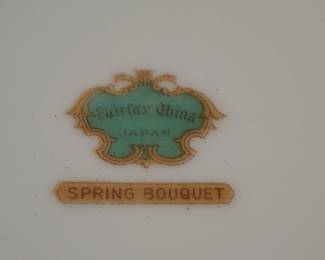 Fairfax China
JAPAN
SPRING BOUQUET